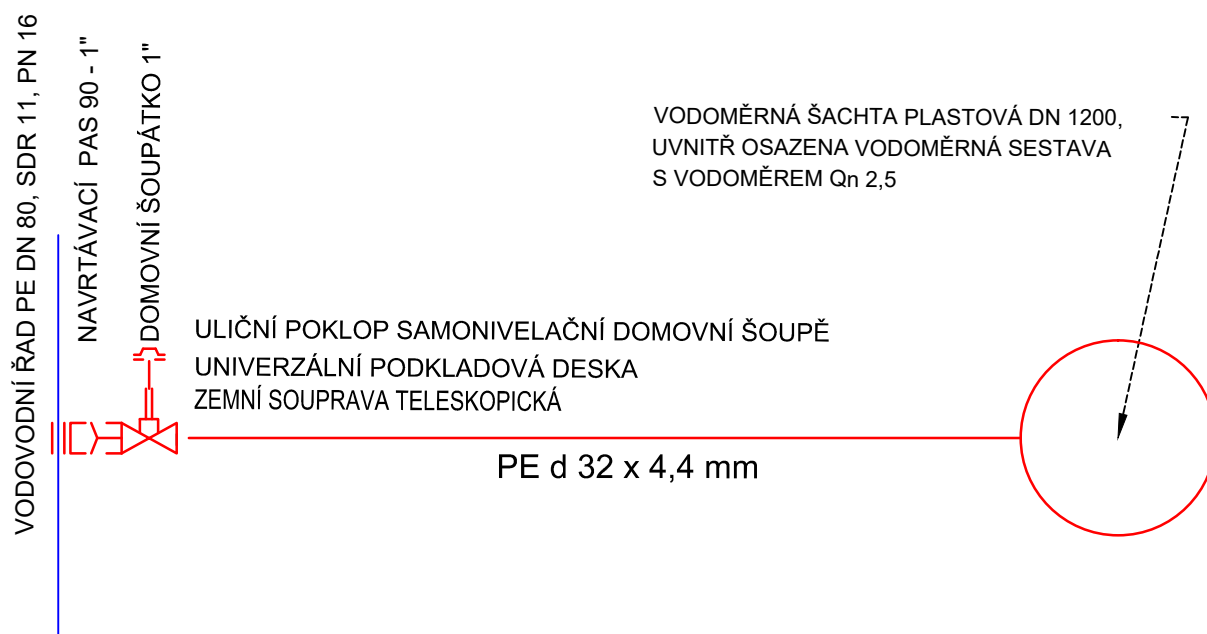 VODOVODNÍ ŘAD PE DN 80, SDR 11, PN 16
NAVRTÁVACÍ PAS 90 - 1"
DOMOVNÍ ŠOUPÁTKO 1"
VODOMĚRNÁ ŠACHTA PLASTOVÁ DN 1200,
UVNITŘ OSAZENA VODOMĚRNÁ SESTAVA
S VODOMĚREM Qn 2,5
ULIČNÍ POKLOP SAMONIVELAČNÍ DOMOVNÍ ŠOUPĚ
UNIVERZÁLNÍ PODKLADOVÁ DESKA
ZEMNÍ SOUPRAVA TELESKOPICKÁ
PE d 32 x 4,4 mm